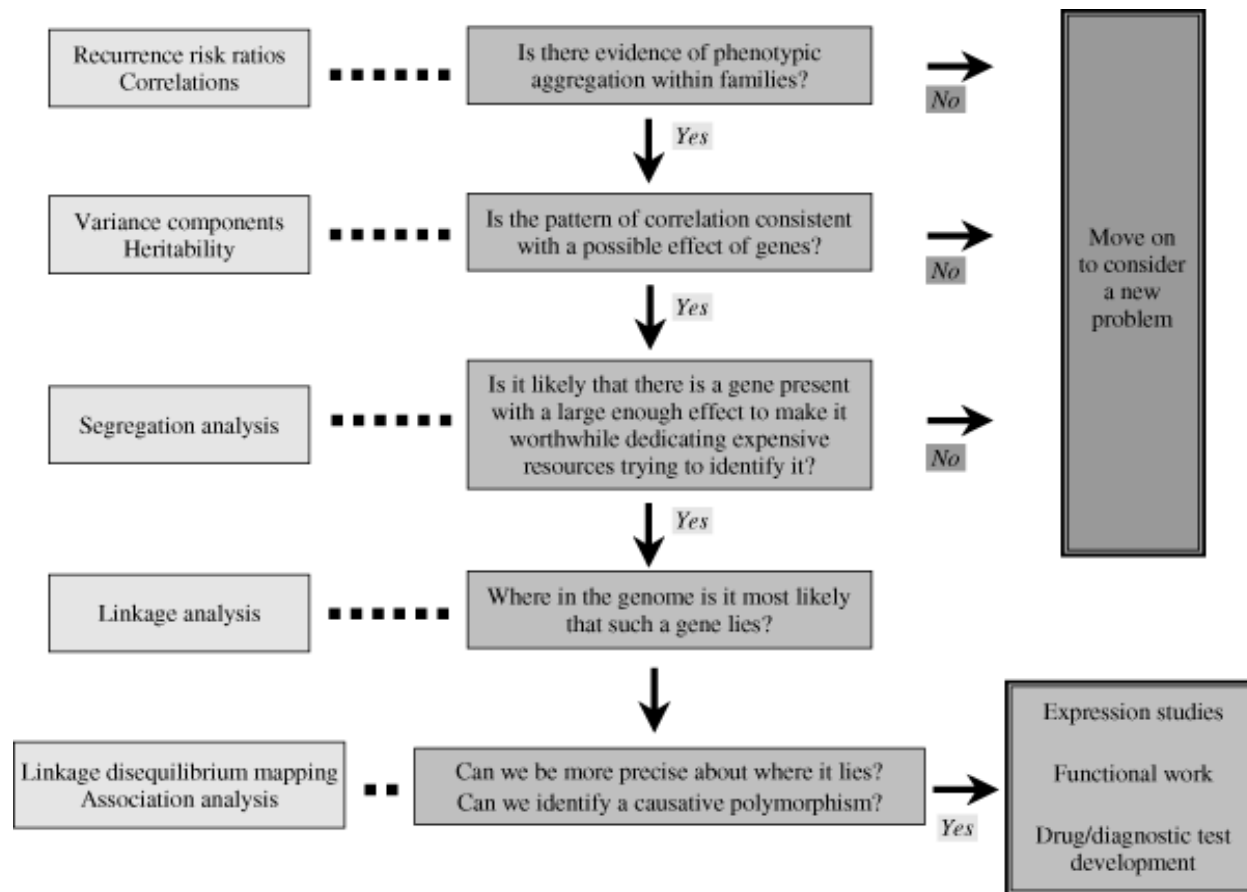 Recurrence risk ratios
Correlations
Is there evidence of phenotypic
aggregation within families?
No
Yes
Variance components
Heritability
Is the pattern of correlation consistent
with a possible effect of genes?
No
Yes
Move on
to consider
a new
problem
Segregation analysis
Is it likely that there is a gene present
with a large enough effect to make it
worthwhile dedicating expensive
resources trying to identify it?
No
Yes
Linkage analysis
Where in the genome is it most likely
that such a gene lies?
Linkage disequilibrium mapping
Association analysis
Can we be more precise about where it lies?
Can we identify a causative polymorphism?
Yes
Expression studies
Functional work
Drug/diagnostic test
development